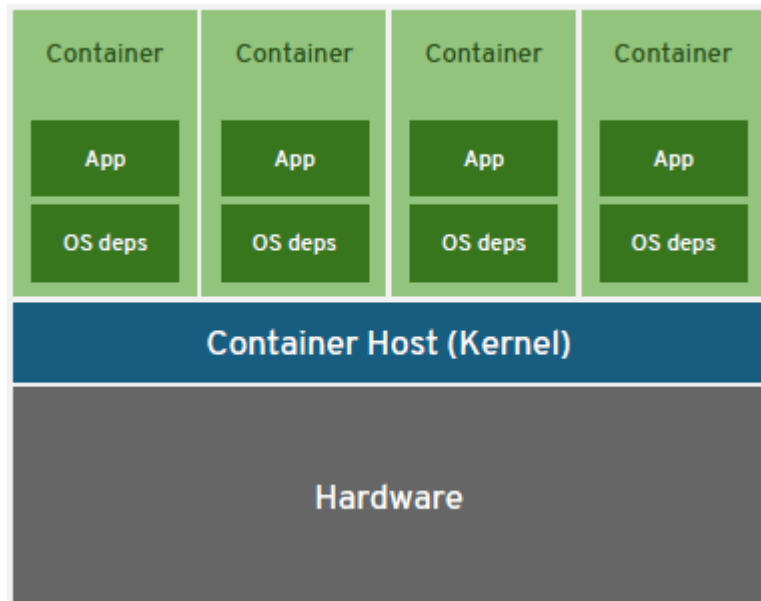 Container Container Container Container
App App App App
OS deps OS deps OS deps OS deps
Container Host (Kernel)
Hardware